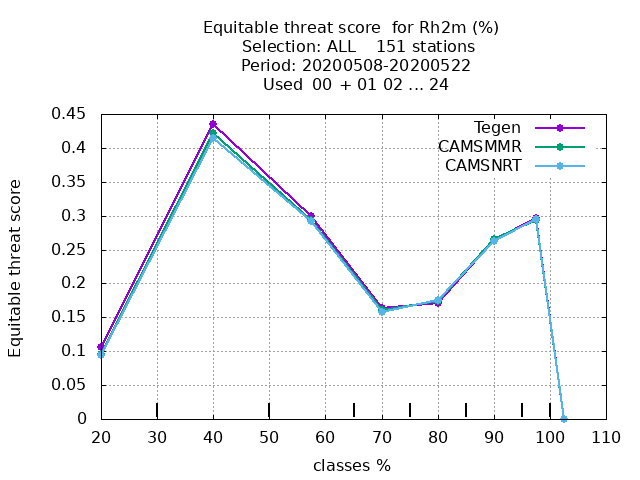 Equitable threat score  for Rh2m (%)
Selection: ALL    151 stations
Period: 20200508-20200522
Used  00  + 01 02 ... 24
0.45
0.4
0.35
0.3
0.25
0.2
0.15
0.1
0.05
0
Equitable threat score
Tegen
CAMSMMR
CAMSNRT
20 30 40 50 60 70 80 90 100 110
classes %